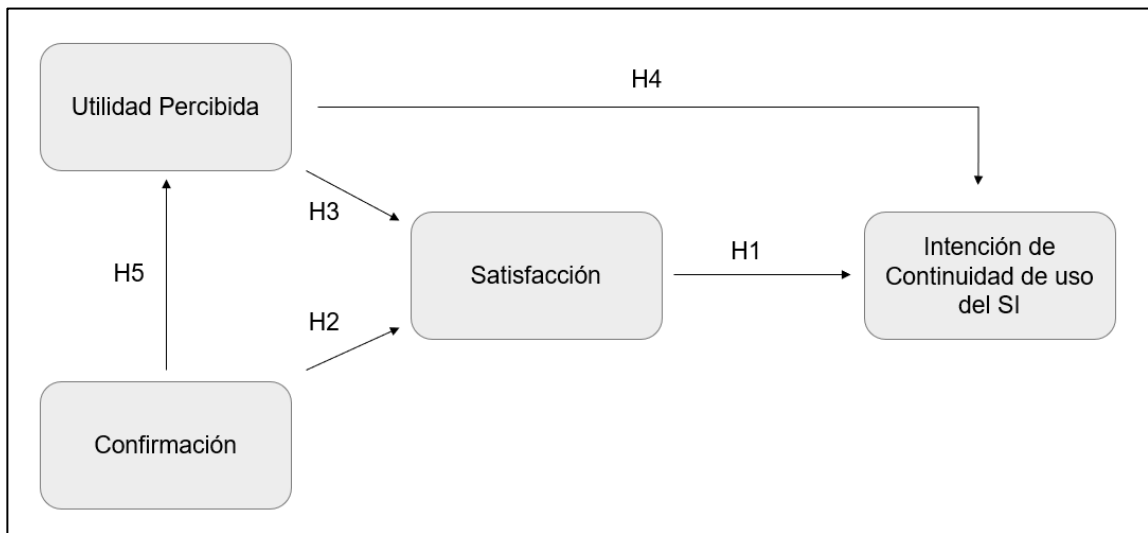 Utilidad Percibida
H4
H3
H5
Satisfacción
H1
Intención de
Continuidad de uso
del SI
H2
Confirmación